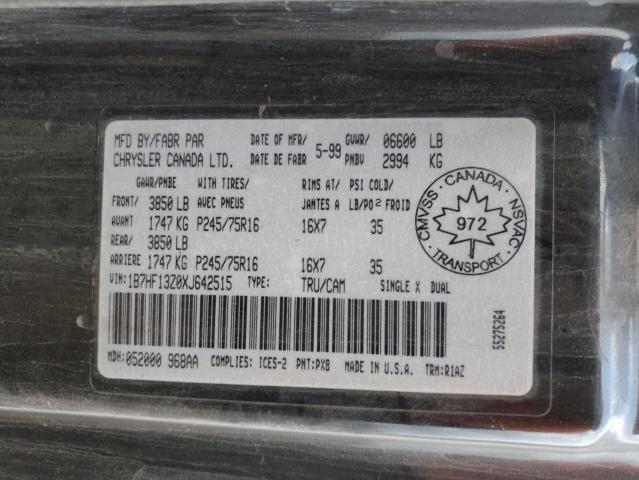 MFD BY/FABR PAR DATE OF MFR/ 5-99 GVWR/ 06600 LB
CHRYSLER CANADA LTD. DATE DE FABR PNBV 2994 KG
GAWR/PNBE WITH TIRES/ RIMS AT/ PSI COLD/
FRONT/ 3850 LB AVEC PNEUS JANTES A LB/PO² FROID
AVANT 1747 KG P245/75R16 16X7 35
REAR/ 3850 LB
ARRIERE 1747 KG P245/75R16 16X7 35
VIN: 1B7HF13Z0XJ642515 TYPE: TRU/CAM SINGLE X DUAL
MDH: 052000 968AA COMPLIES: ICES-2 PNT: PX8 MADE IN U.S.A. TRM: R1AZ
CMVSS - CANADA - NSVAC
972
TRANSPORT
55275264